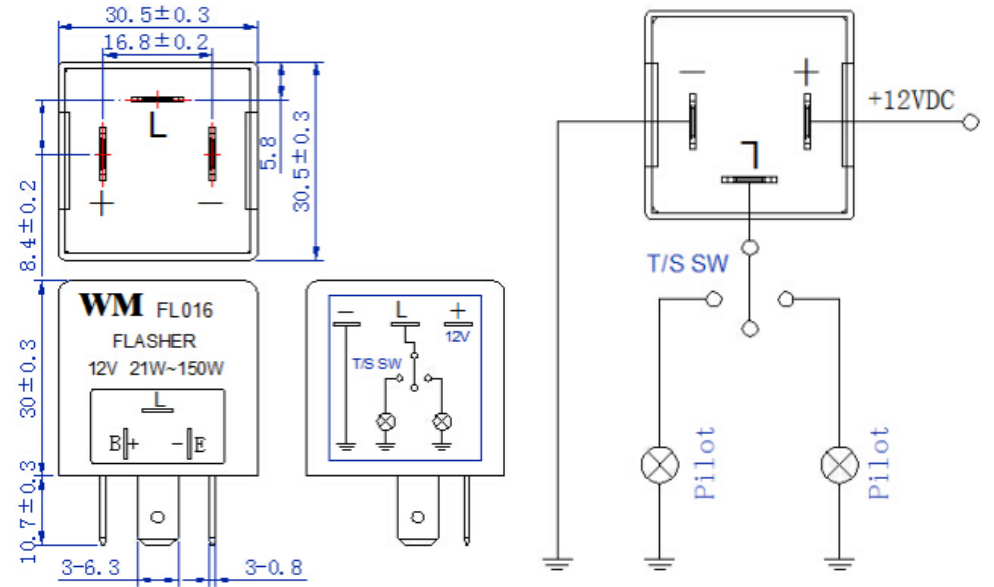 30.5±0.3
16.8±0.2
L
+ −
5.8
30.5±0.3
8.4±0.2
− +
L
+12VDC
T/S SW
Pilot
Pilot
WM FL016
FLASHER
12V 21W~150W
L
B+ −E
30±0.3
10.7±0.3
3-6.3
3-0.8
− L +
12V
T/S SW